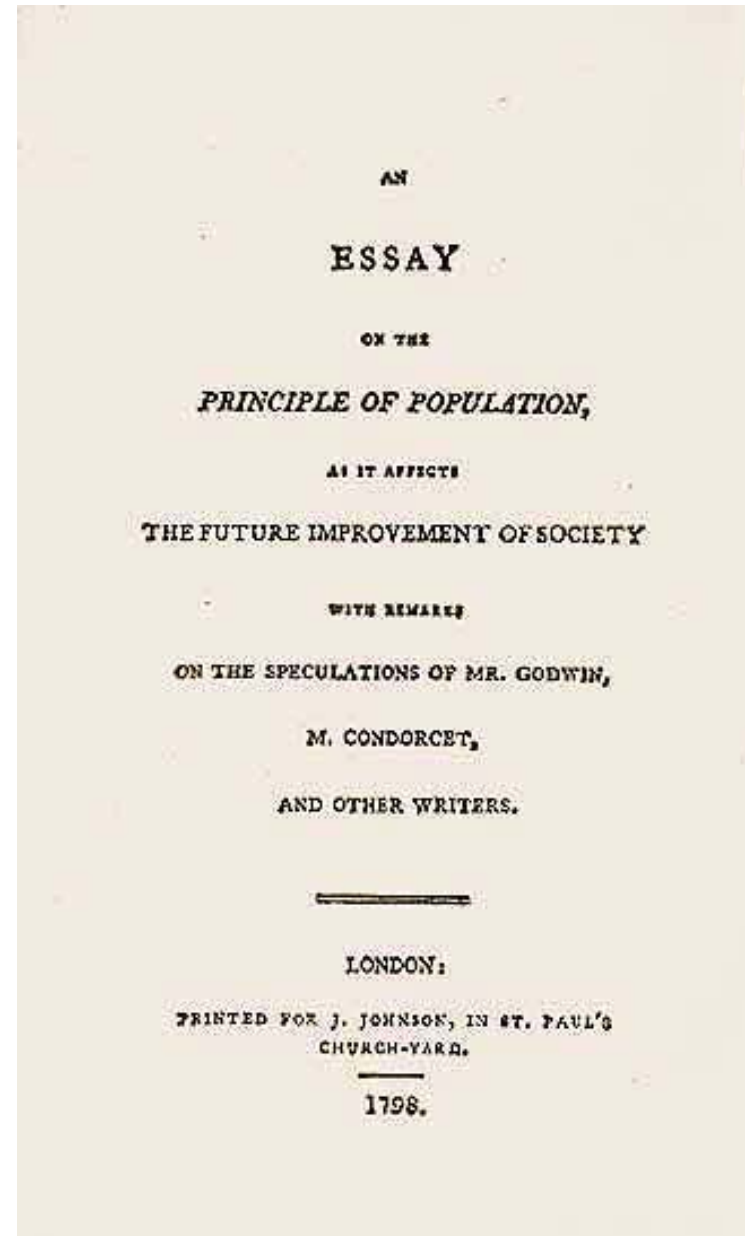 AN
ESSAY
ON THE
PRINCIPLE OF POPULATION,
AS IT AFFECTS
THE FUTURE IMPROVEMENT OF SOCIETY
WITH REMARKS
ON THE SPECULATIONS OF MR. GODWIN,
M. CONDORCET,
AND OTHER WRITERS.
LONDON:
PRINTED FOR J. JOHNSON, IN ST. PAUL'S
CHURCH-YARD.
1798.